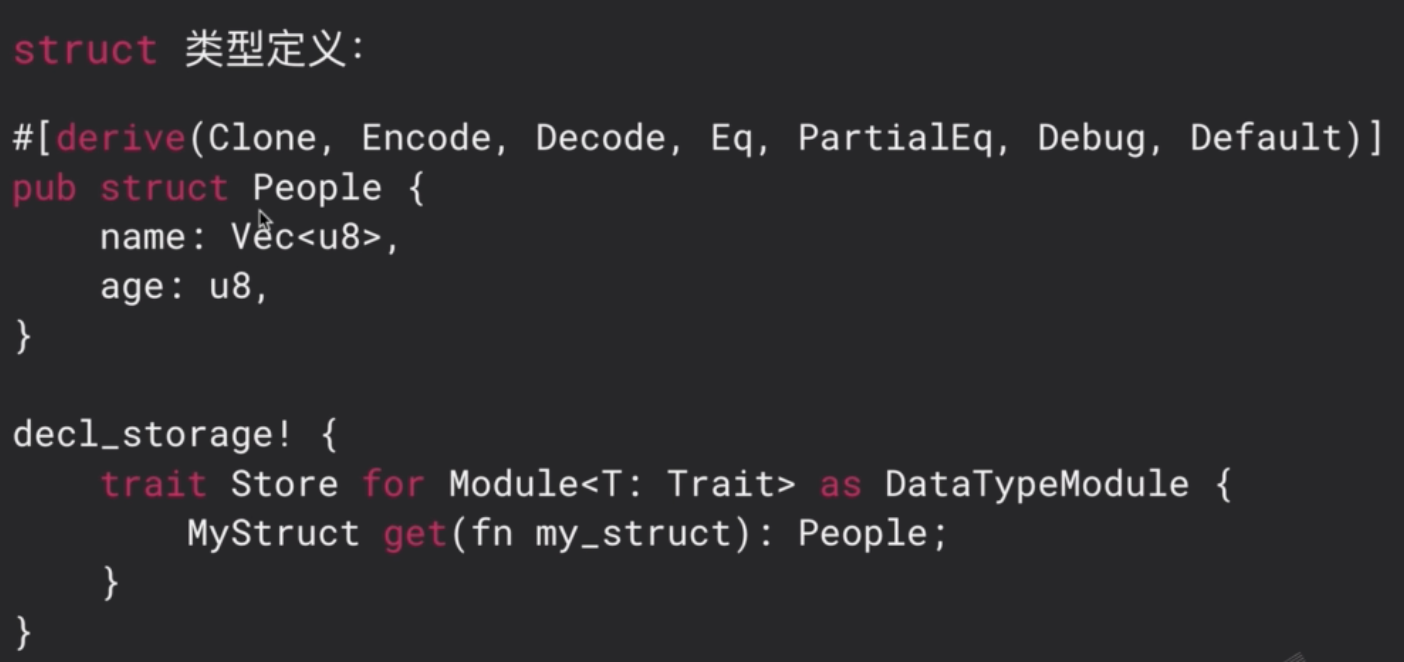 struct 类型定义:
#[derive(Clone, Encode, Decode, Eq, PartialEq, Debug, Default)]
pub struct People {
    name: Vec<u8>,
    age: u8,
}
decl_storage! {
    trait Store for Module<T: Trait> as DataTypeModule {
        MyStruct get(fn my_struct): People;
    }
}